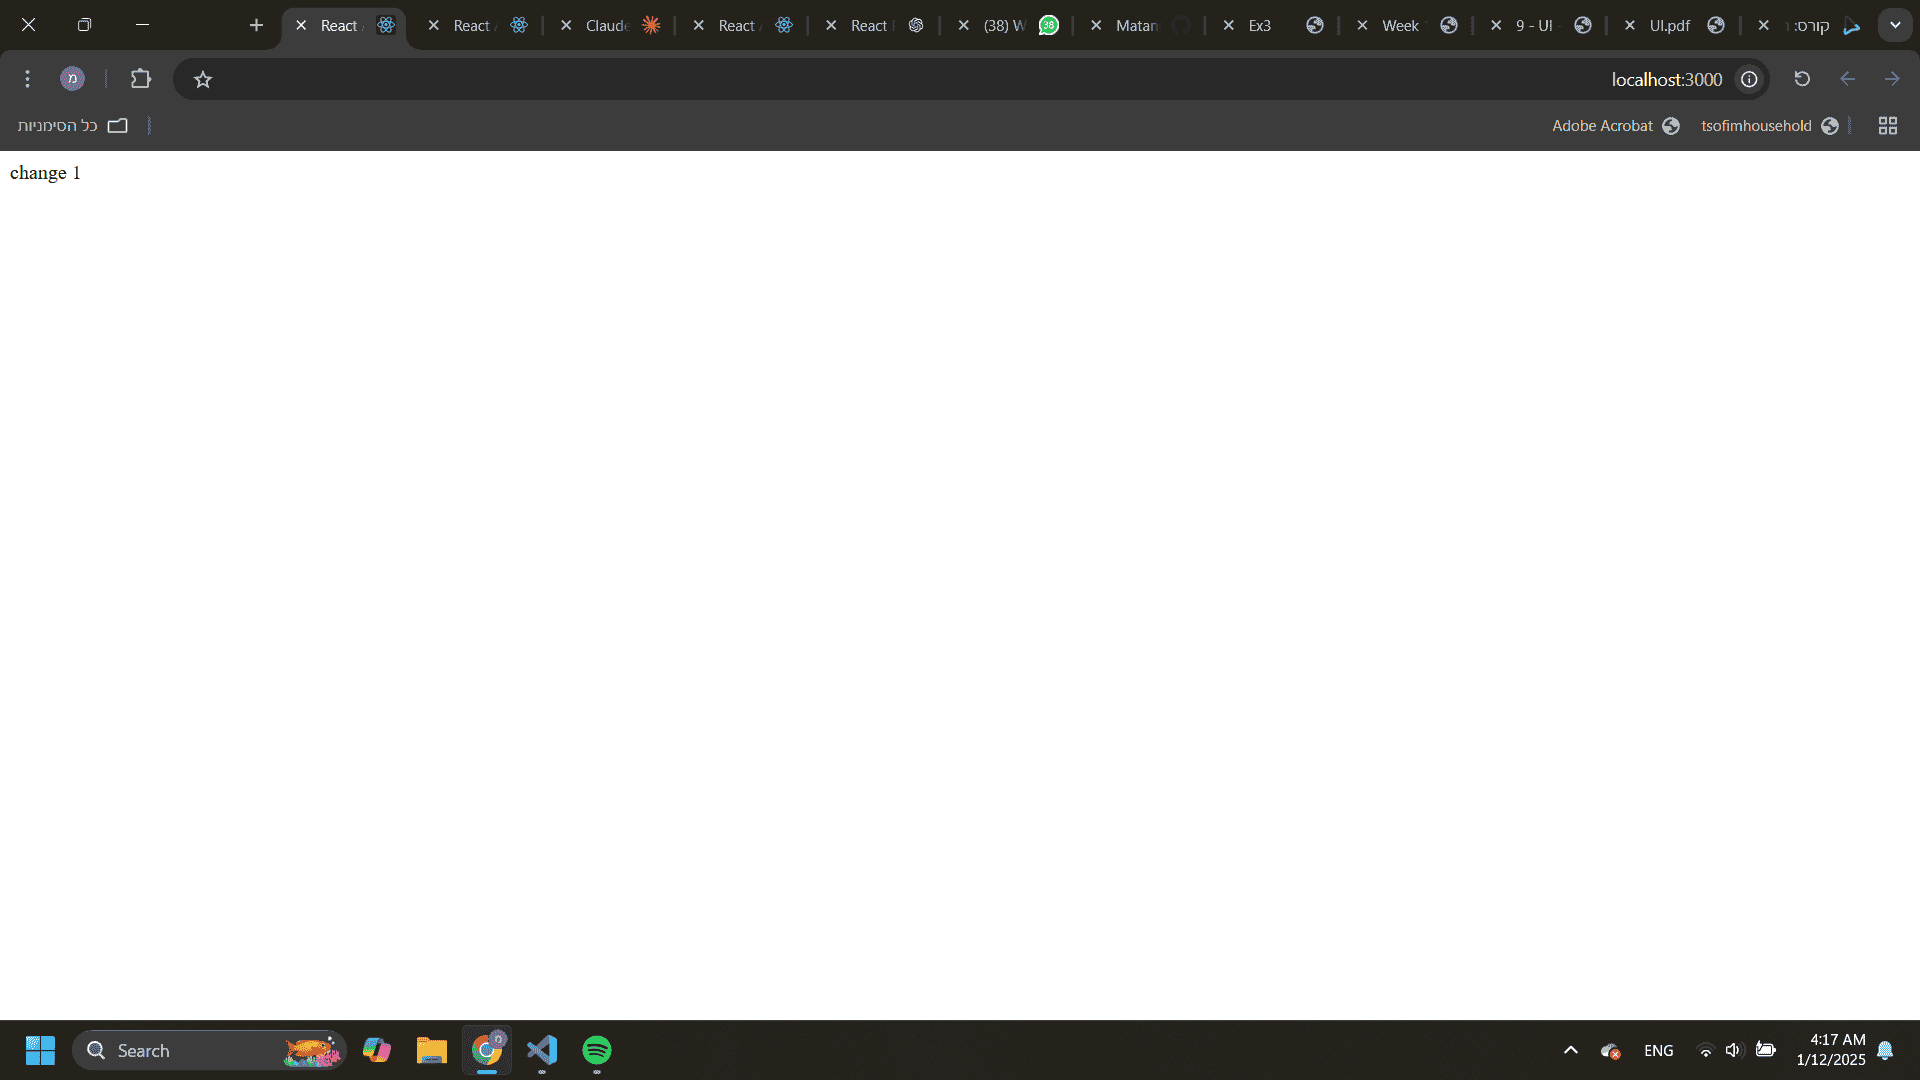 React
React
Claude
React
React
(38) W
Matan
Ex3
Week
9 - UI
UI.pdf
קורס:
localhost:3000
כל הסימניות
Adobe Acrobat
tsofimhousehold
change 1
Search
ENG
4:17 AM
1/12/2025